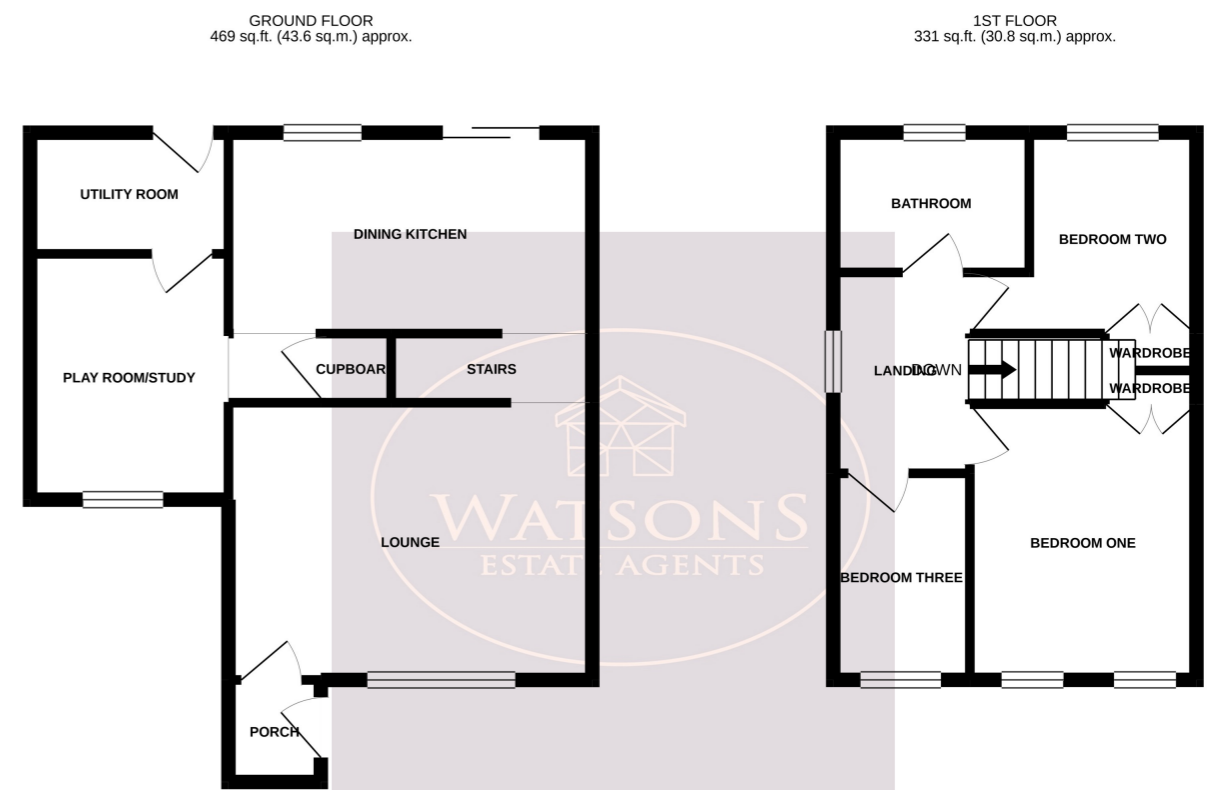 GROUND FLOOR
469 sq.ft. (43.6 sq.m.) approx.
1ST FLOOR
331 sq.ft. (30.8 sq.m.) approx.
UTILITY ROOM
DINING KITCHEN
PLAY ROOM/STUDY
CUPBOAR
STAIRS
LOUNGE
PORCH
BATHROOM
BEDROOM TWO
WARDROBE
LANDING
DOWN
WARDROBE
BEDROOM ONE
BEDROOM THREE
WATSONS
ESTATE AGENTS